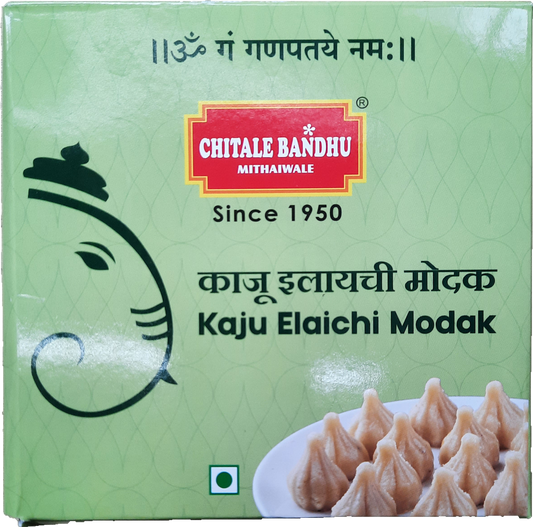 ||ॐ गं गणपतये नमः||
CHITALE BANDHU
®
MITHAIWALE
Since 1950
काजू इलायची मोदक
Kaju Elaichi Modak